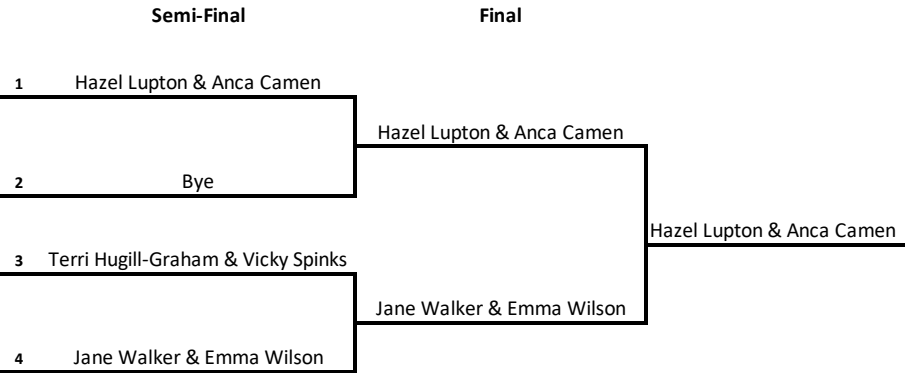 Semi-Final Final
1 Hazel Lupton & Anca Camen
Hazel Lupton & Anca Camen
2 Bye
Hazel Lupton & Anca Camen
3 Terri Hugill-Graham & Vicky Spinks
Jane Walker & Emma Wilson
4 Jane Walker & Emma Wilson